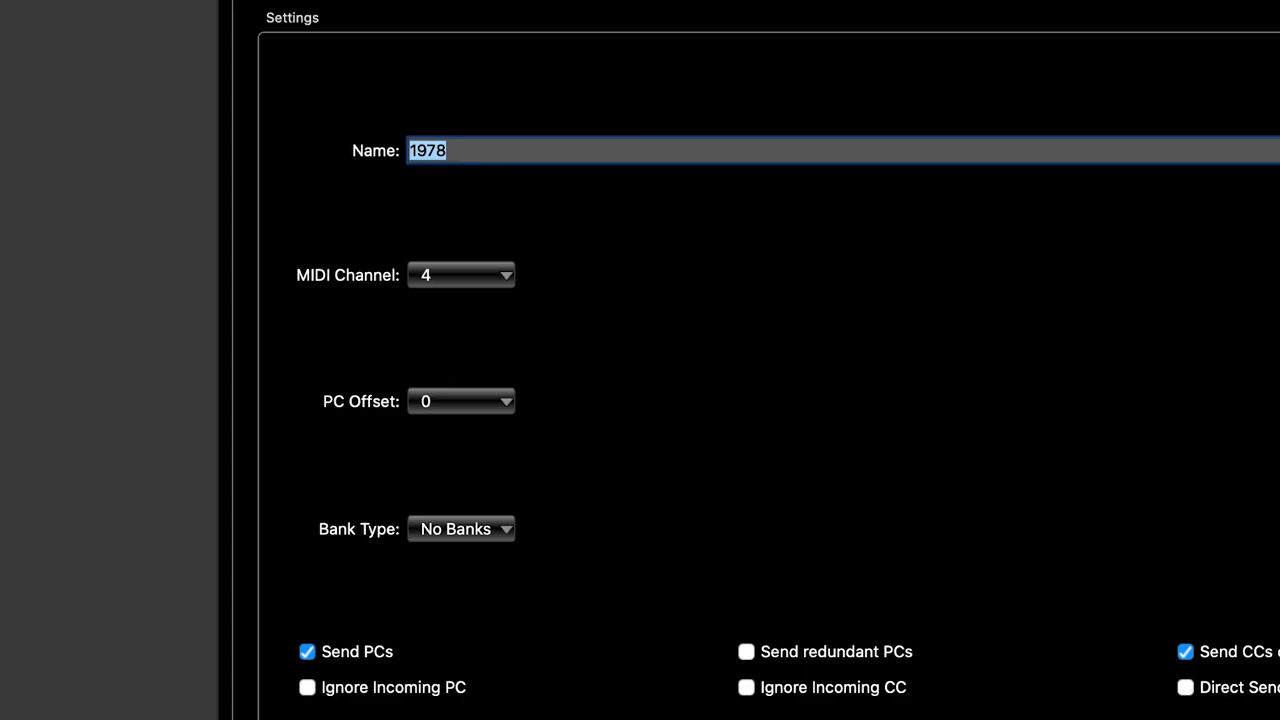 Settings
Name: 1978
MIDI Channel: 4
PC Offset: 0
Bank Type: No Banks
Send PCs Send redundant PCs Send CCs
Ignore Incoming PC Ignore Incoming CC Direct